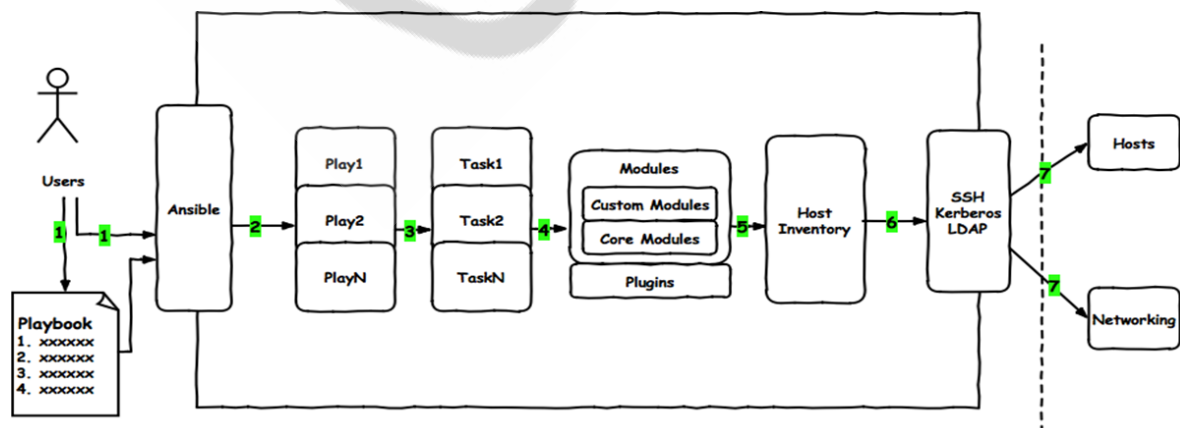 Users
1
1
Playbook
1. xxxxxx
2. xxxxxx
3. xxxxxx
4. xxxxxx
Ansible
2
Play1
Play2
PlayN
3
Task1
Task2
TaskN
4
Modules
Custom Modules
Core Modules
Plugins
5
Host
Inventory
6
SSH
Kerberos
LDAP
7
7
Hosts
Networking